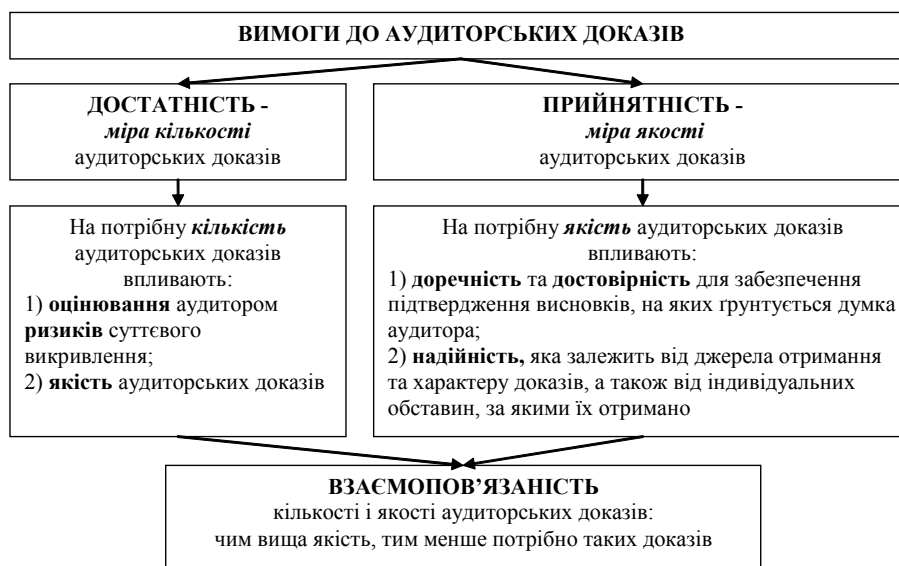 ВИМОГИ ДО АУДИТОРСЬКИХ ДОКАЗІВ
ДОСТАТНІСТЬ -
міра кількості
аудиторських доказів
ПРИЙНЯТНІСТЬ -
міра якості
аудиторських доказів
На потрібну кількість
аудиторських доказів
впливають:
1) оцінювання аудитором
ризиків суттєвого
викривлення;
2) якість аудиторських доказів
На потрібну якість аудиторських доказів
впливають:
1) доречність та достовірність для забезпечення
підтвердження висновків, на яких ґрунтується думка
аудитора;
2) надійність, яка залежить від джерела отримання
та характеру доказів, а також від індивідуальних
обставин, за якими їх отримано
ВЗАЄМОПОВ’ЯЗАНІСТЬ
кількості і якості аудиторських доказів:
чим вища якість, тим менше потрібно таких доказів